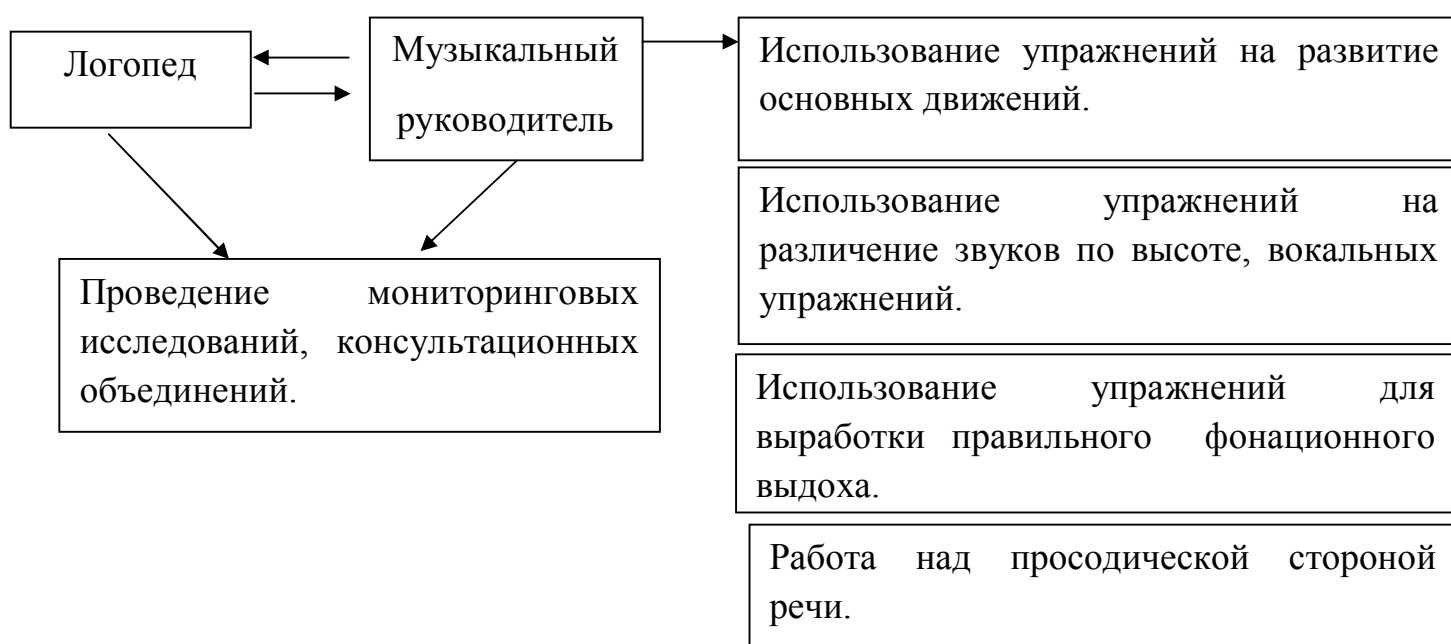 Логопед
Музыкальный
руководитель
Использование упражнений на развитие
основных движений.
Использование упражнений на
различение звуков по высоте, вокальных
упражнений.
Проведение мониторинговых
исследований, консультационных
объединений.
Использование упражнений для
выработки правильного фонационного
выдоха.
Работа над просодической стороной
речи.